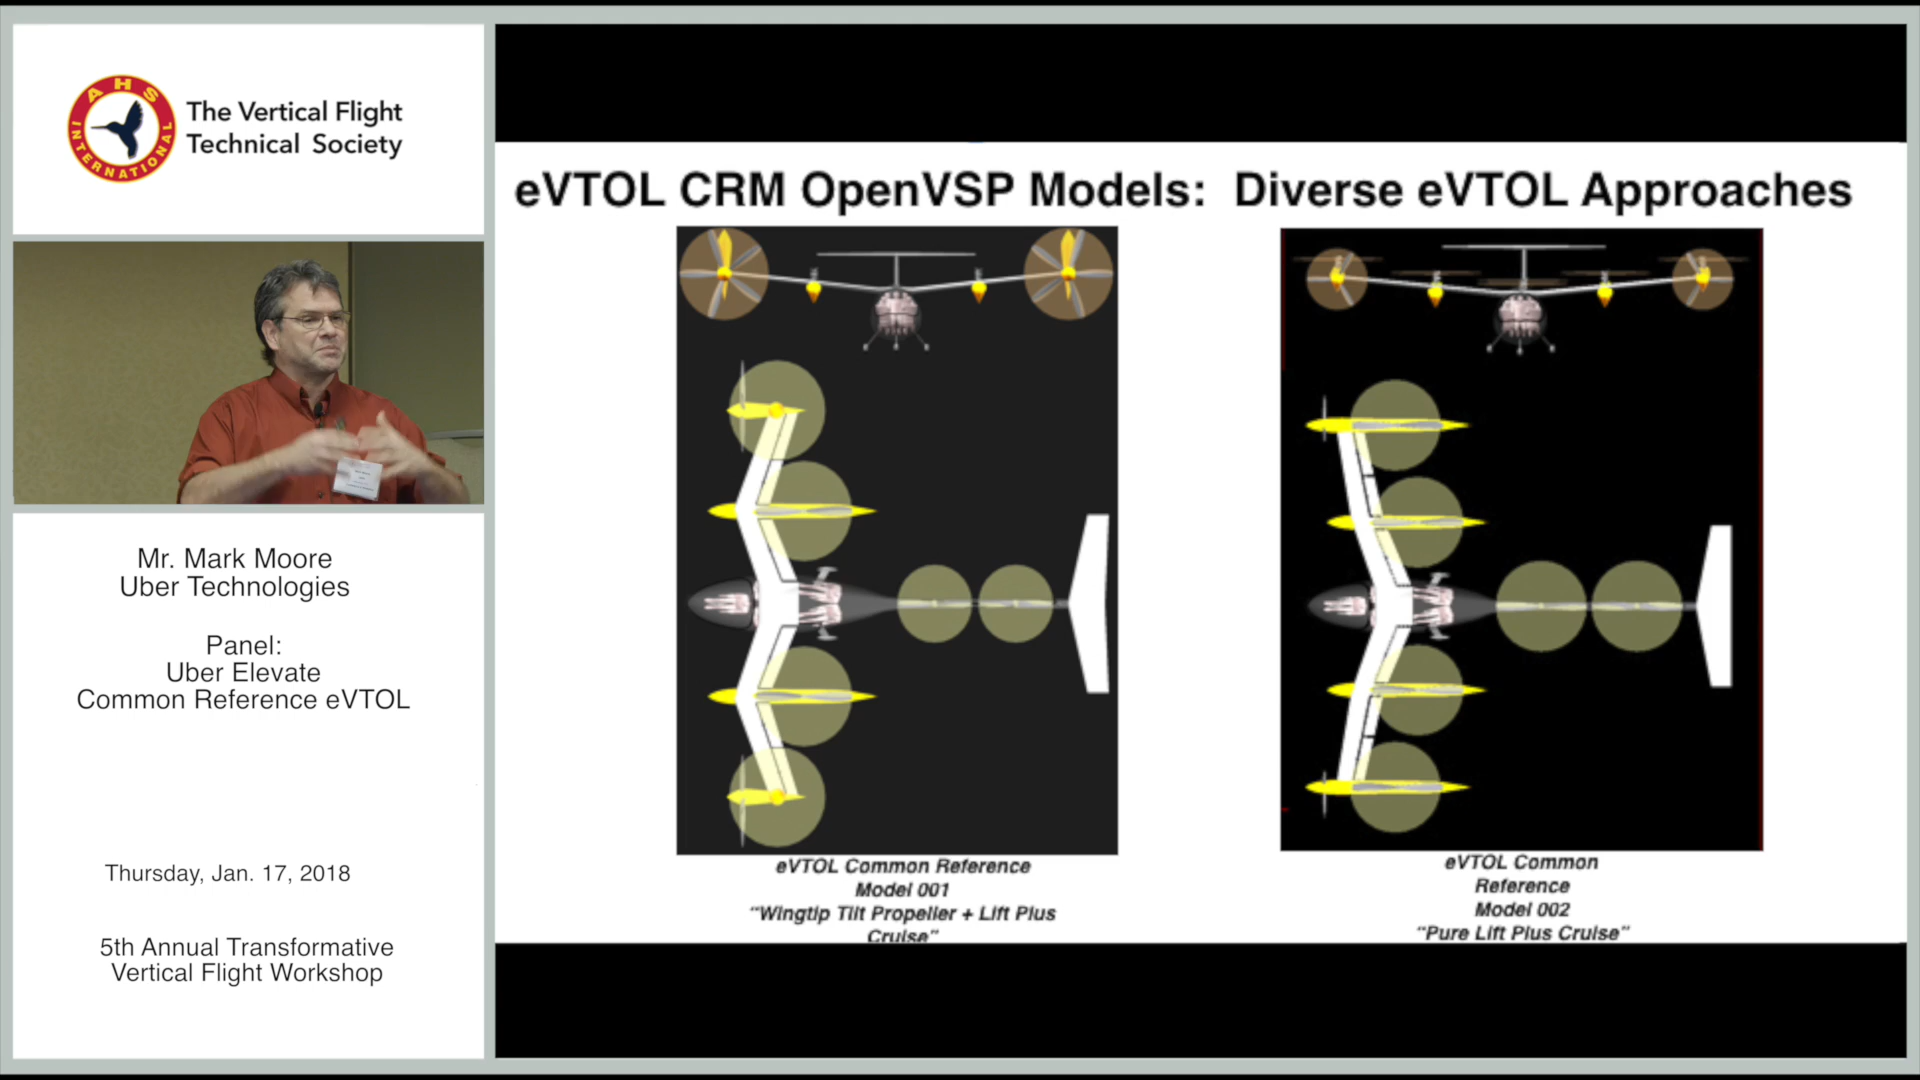 AHS
INTERNATIONAL
The Vertical Flight
Technical Society
Mr. Mark Moore
Uber Technologies
Panel:
Uber Elevate
Common Reference eVTOL
Thursday, Jan. 17, 2018
5th Annual Transformative
Vertical Flight Workshop
eVTOL CRM OpenVSP Models: Diverse eVTOL Approaches
eVTOL Common Reference
Model 001
"Wingtip Tilt Propeller + Lift Plus
Cruise"
eVTOL Common
Reference
Model 002
"Pure Lift Plus Cruise"